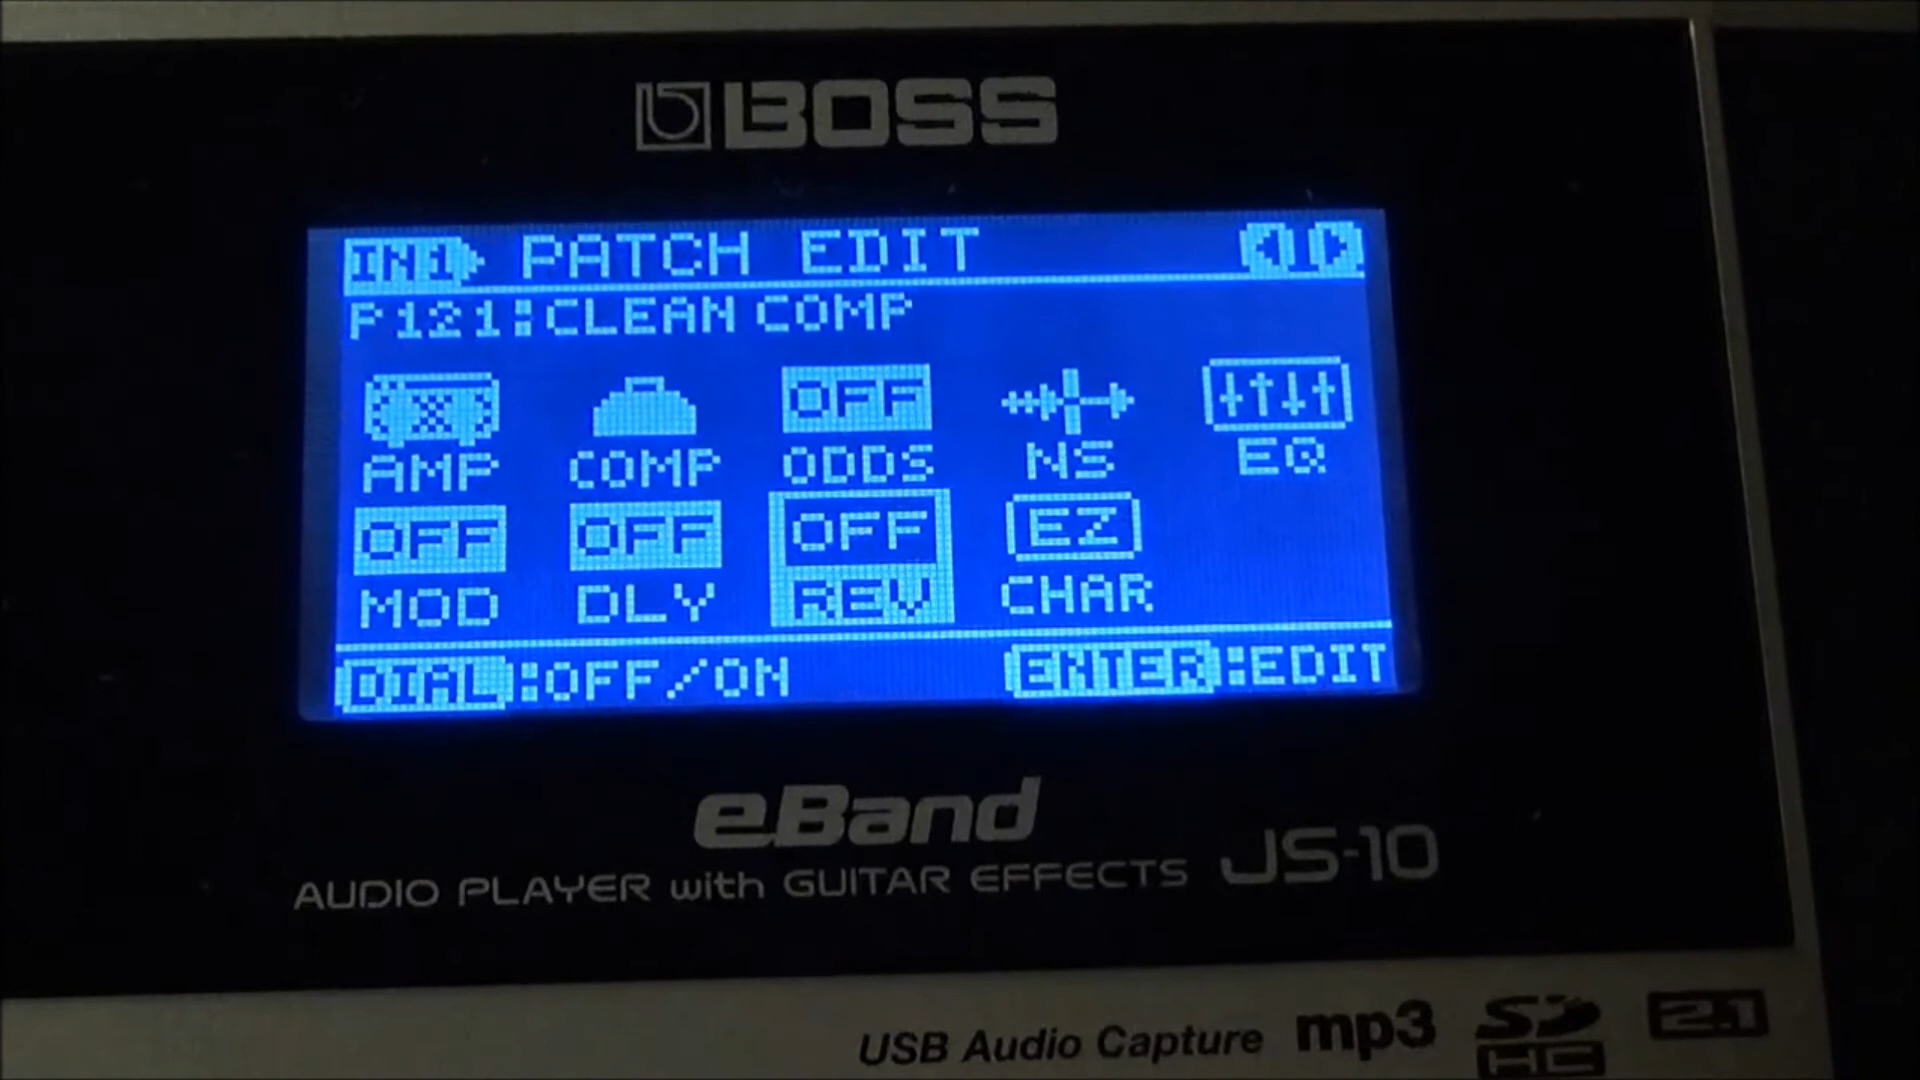 BOSS
IN1 PATCH EDIT
P121:CLEAN COMP
OFF
AMP COMP ODDS NS EQ
OFF OFF OFF EZ
MOD DLY REV CHAR
DIAL:OFF/ON ENTER:EDIT
eBand
AUDIO PLAYER with GUITAR EFFECTS JS-10
USB Audio Capture mp3 SD HC 2.1